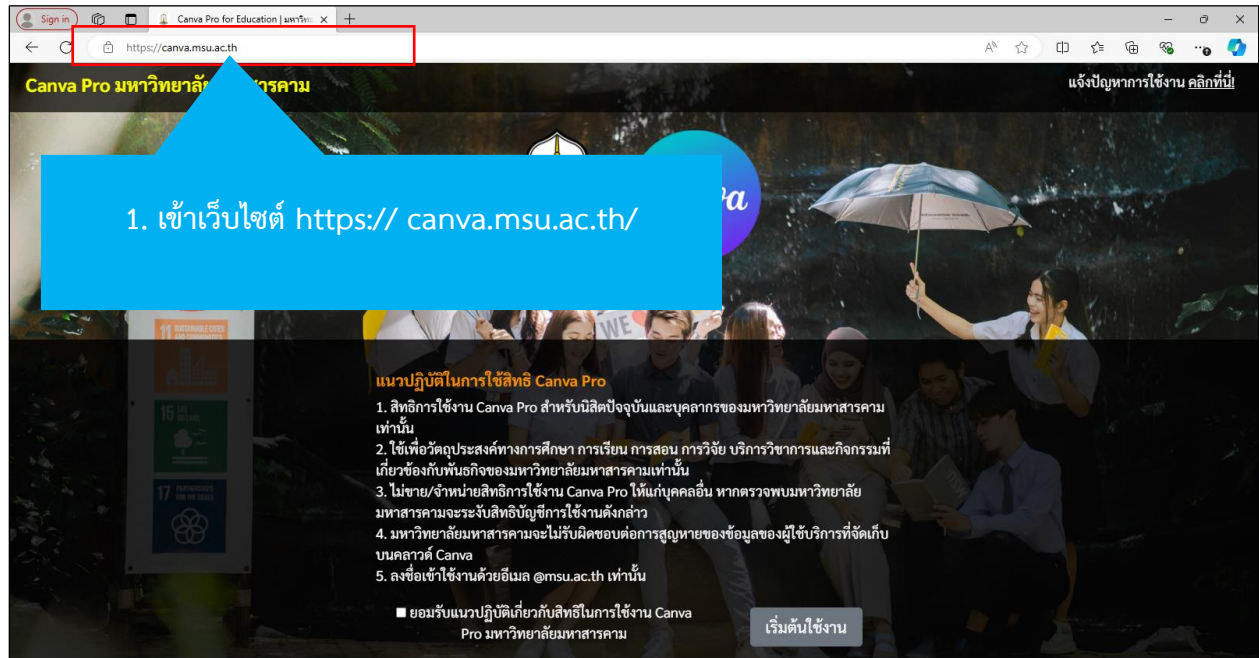 Sign in
Canva Pro for Education | มหาวิทย
https://canva.msu.ac.th
Canva Pro มหาวิทยาลั สารคาม
แจ้งปัญหาการใช้งาน คลิกที่นี่!
1. เข้าเว็บไซต์ https:// canva.msu.ac.th/
va
WE
11 SUSTAINABLE CITIES AND COMMUNITIES
15 LIFE ON LAND
17 PARTNERSHIPS FOR THE GOALS
แนวปฏิบัติในการใช้สิทธิ Canva Pro
1. สิทธิการใช้งาน Canva Pro สำหรับนิสิตปัจจุบันและบุคลากรของมหาวิทยาลัยมหาสารคาม
เท่านั้น
2. ใช้เพื่อวัตถุประสงค์ทางการศึกษา การเรียน การสอน การวิจัย บริการวิชาการและกิจกรรมที่
เกี่ยวข้องกับพันธกิจของมหาวิทยาลัยมหาสารคามเท่านั้น
3. ไม่ขาย/จำหน่ายสิทธิการใช้งาน Canva Pro ให้แก่บุคคลอื่น หากตรวจพบมหาวิทยาลัย
มหาสารคามจะระงับสิทธิบัญชีการใช้งานดังกล่าว
4. มหาวิทยาลัยมหาสารคามจะไม่รับผิดชอบต่อการสูญหายของข้อมูลของผู้ใช้บริการที่จัดเก็บ
บนคลาวด์ Canva
5. ลงชื่อเข้าใช้งานด้วยอีเมล @msu.ac.th เท่านั้น
ยอมรับแนวปฏิบัติเกี่ยวกับสิทธิในการใช้งาน Canva
Pro มหาวิทยาลัยมหาสารคาม
เริ่มต้นใช้งาน